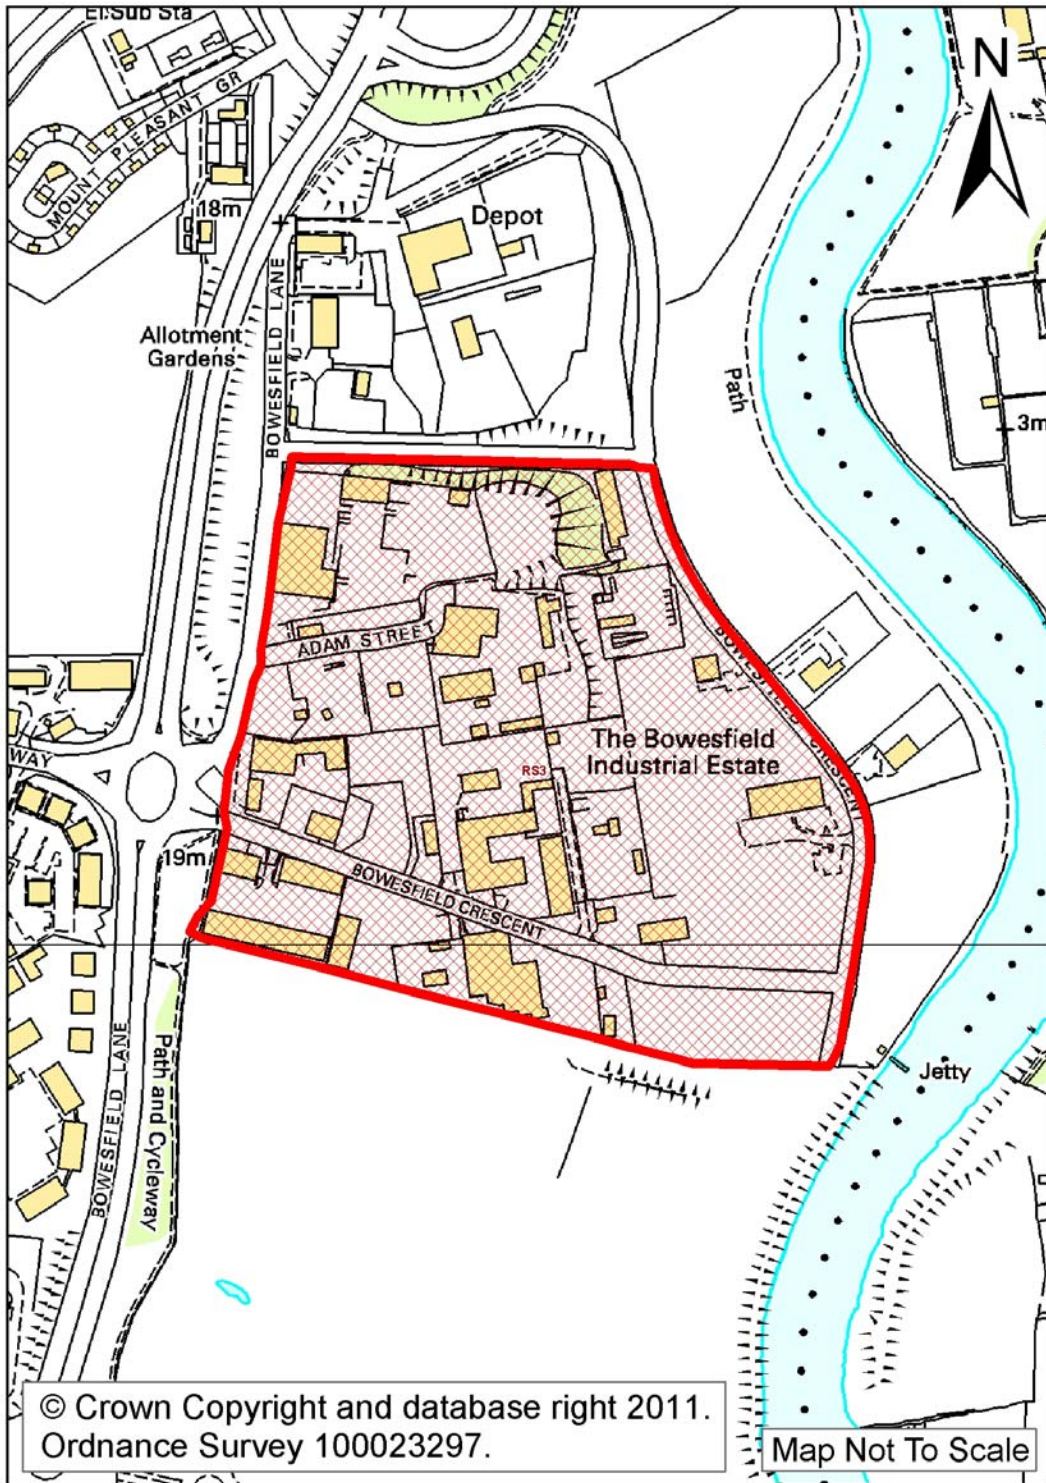 El Sub Sta
MOUNT PLEASANT GR
N
18m
Depot
BOWESFIELD LANE
Allotment
Gardens
Path
3m
ADAM STREET
BOWESFIELD CRESCENT
The Bowesfield
Industrial Estate
RS3
WAY
19m
BOWESFIELD CRESCENT
BOWESFIELD LANE
Path and Cycleway
Jetty
© Crown Copyright and database right 2011.
Ordnance Survey 100023297.
Map Not To Scale